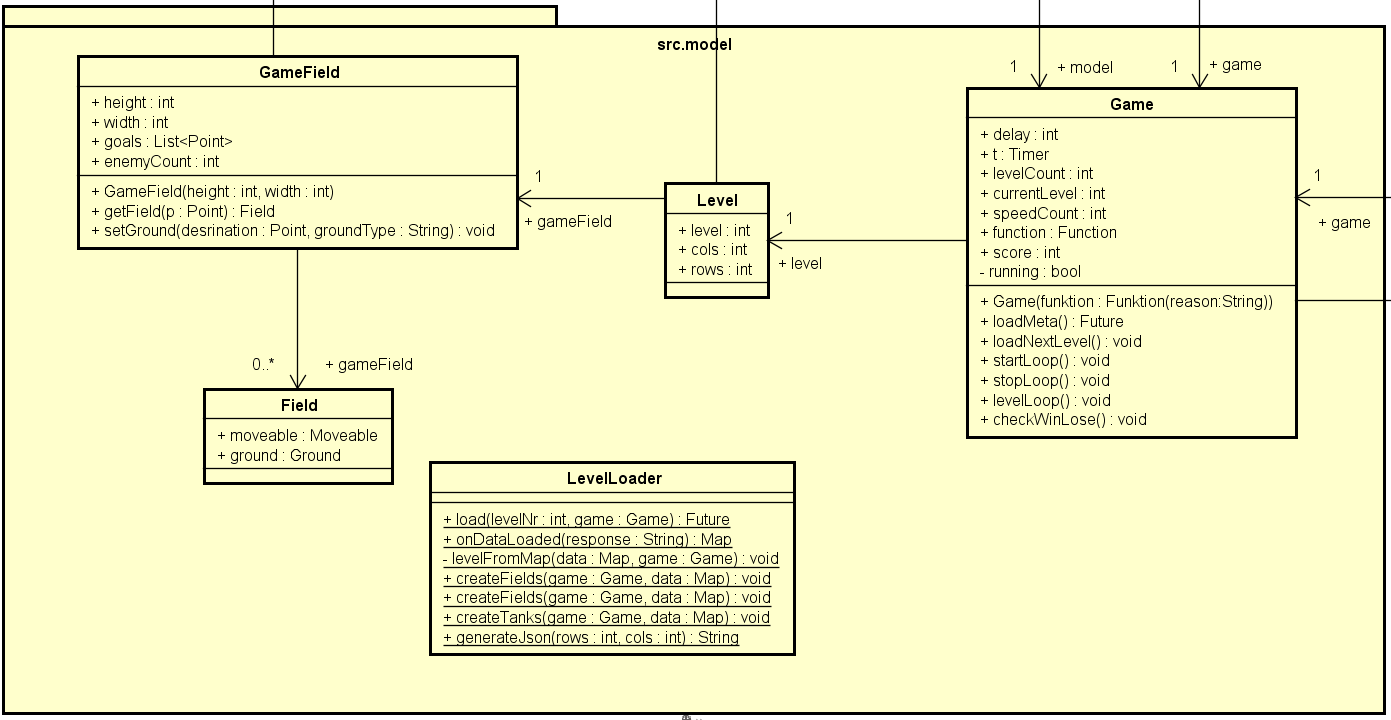 src.model
GameField
+ height : int
+ width : int
+ goals : List<Point>
+ enemyCount : int
+ GameField(height : int, width : int)
+ getField(p : Point) : Field
+ setGround(desrination : Point, groundType : String) : void
1
+ gameField
Level
+ level : int
+ cols : int
+ rows : int
1
+ level
1
+ model
1
+ game
Game
+ delay : int
+ t : Timer
+ levelCount : int
+ currentLevel : int
+ speedCount : int
+ function : Function
+ score : int
- running : bool
+ Game(funktion : Funktion(reason:String))
+ loadMeta() : Future
+ loadNextLevel() : void
+ startLoop() : void
+ stopLoop() : void
+ levelLoop() : void
+ checkWinLose() : void
1
+ game
0..*
+ gameField
Field
+ moveable : Moveable
+ ground : Ground
LevelLoader
+ load(levelNr : int, game : Game) : Future
+ onDataLoaded(response : String) : Map
- levelFromMap(data : Map, game : Game) : void
+ createFields(game : Game, data : Map) : void
+ createFields(game : Game, data : Map) : void
+ createTanks(game : Game, data : Map) : void
+ generateJson(rows : int, cols : int) : String